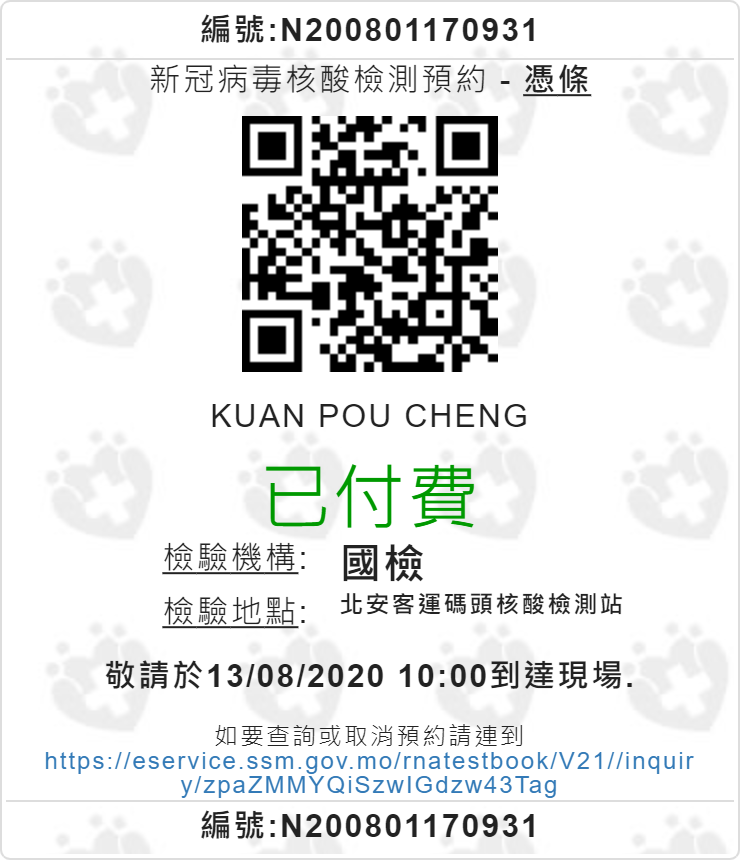 編號:N200801170931
新冠病毒核酸檢測預約 - 憑條
KUAN POU CHENG
已付費
檢驗機構: 國檢
檢驗地點: 北安客運碼頭核酸檢測站
敬請於13/08/2020 10:00到達現場.
如要查詢或取消預約請連到
https://eservice.ssm.gov.mo/rnatestbook/V21//inquir
y/zpaZMMYQiSzwIGdzw43Tag
編號:N200801170931